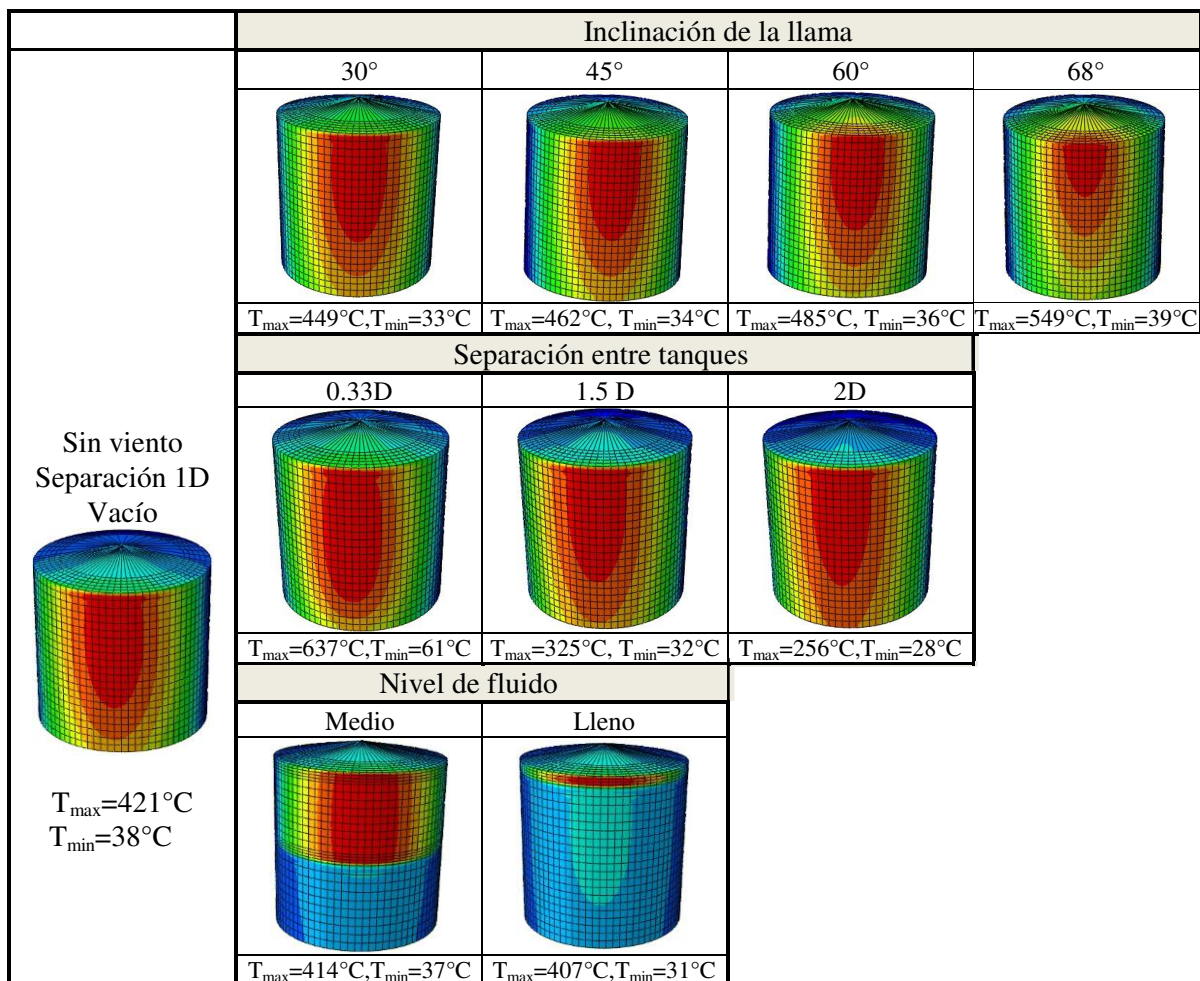 Inclinación de la llama
30°
45°
60°
68°
T_max=449°C,T_min=33°C
T_max=462°C, T_min=34°C
T_max=485°C, T_min=36°C
T_max=549°C,T_min=39°C
Separación entre tanques
0.33D
1.5 D
2D
T_max=637°C,T_min=61°C
T_max=325°C, T_min=32°C
T_max=256°C,T_min=28°C
Sin viento
Separación 1D
Vacío
T_max=421°C
T_min=38°C
Nivel de fluido
Medio
Lleno
T_max=414°C,T_min=37°C
T_max=407°C,T_min=31°C